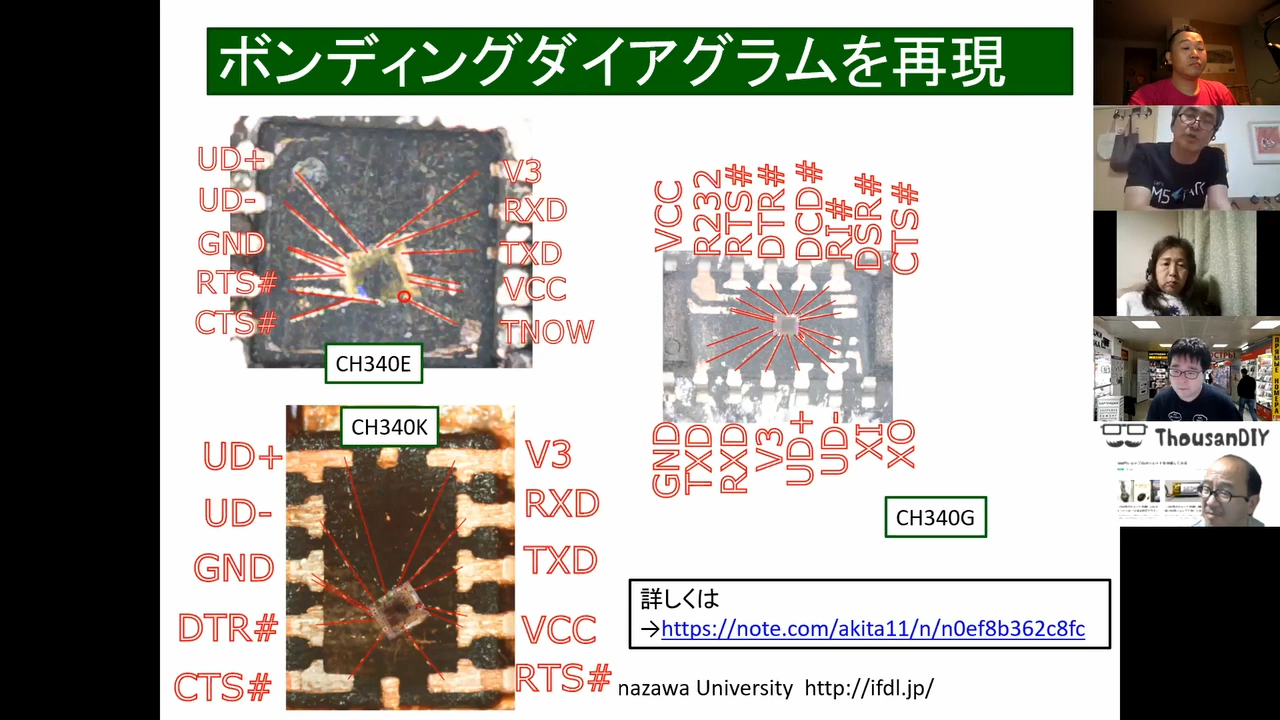 ボンディングダイアグラムを再現
UD+
UD-
GND
RTS#
CTS#
V3
RXD
TXD
VCC
TNOW
CH340E
VCC
R232
RTS#
DTR#
DCD#
RI#
DSR#
CTS#
GND
TXD
RXD
V3
UD+
UD-
XI
XO
CH340G
CH340K
UD+
UD-
GND
DTR#
CTS#
V3
RXD
TXD
VCC
RTS#
詳しくは
→https://note.com/akita11/n/n0ef8b362c8fc
nazawa University http://ifdl.jp/
ThousanDIY